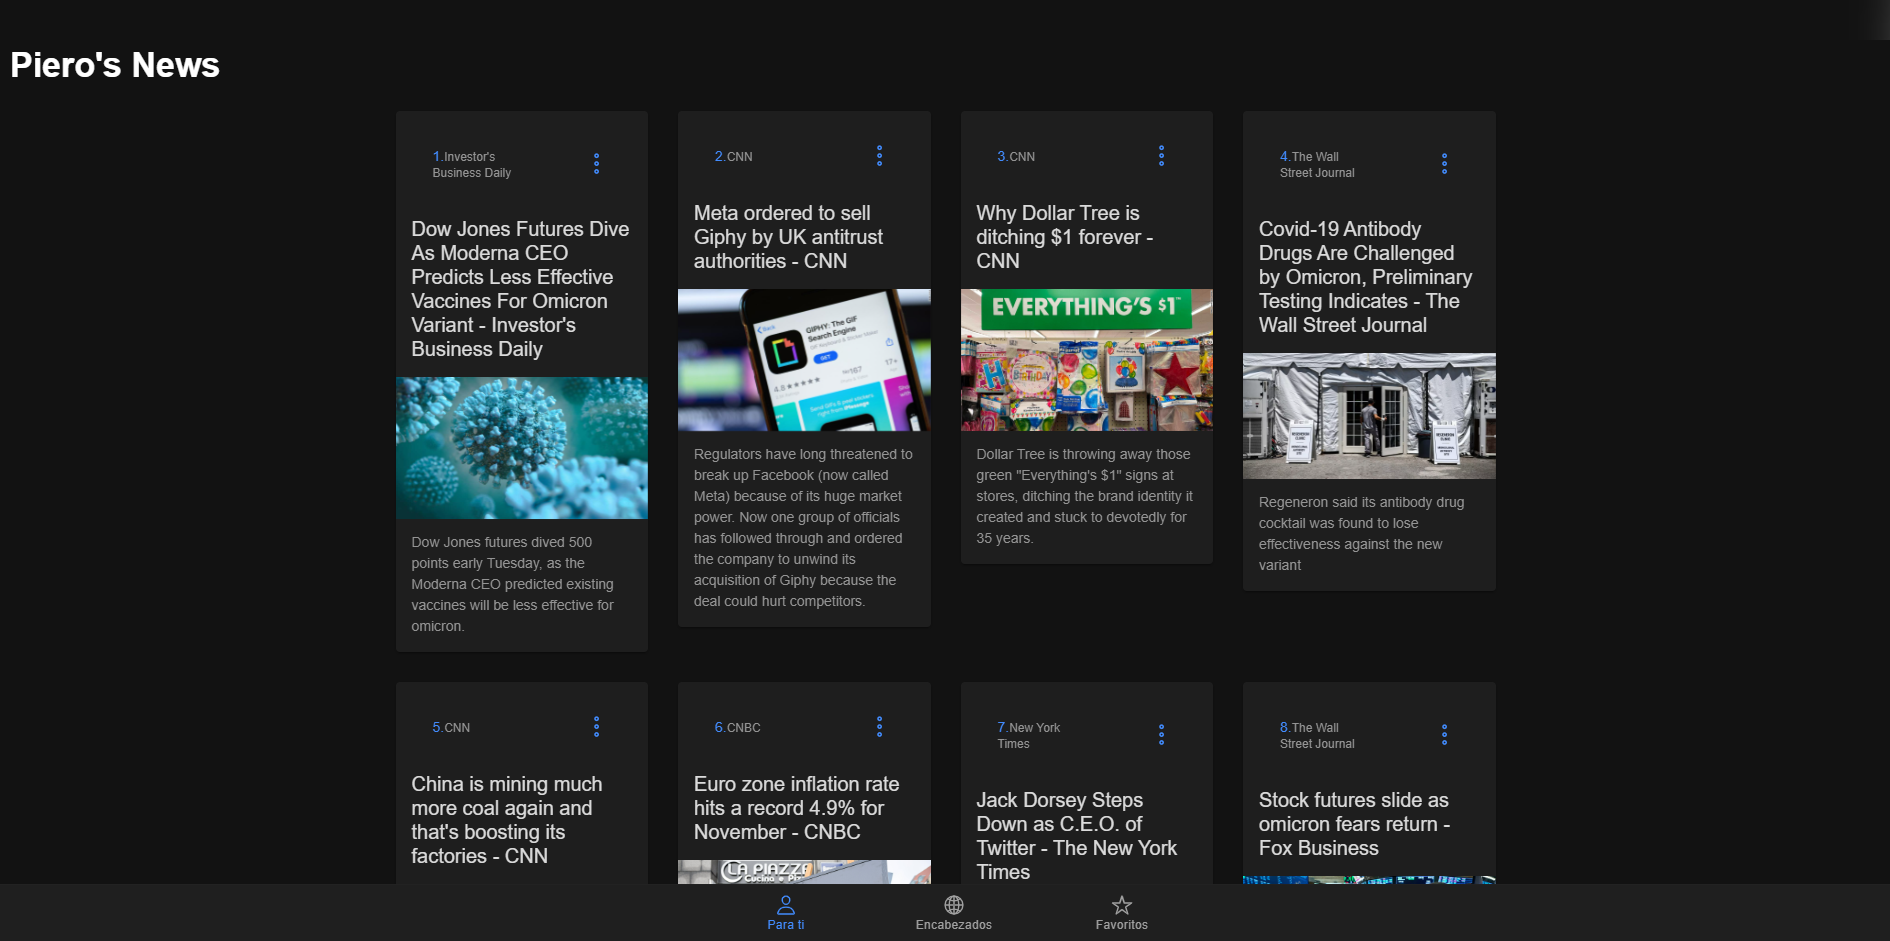 Piero's News
1.Investor's
Business Daily
Dow Jones Futures Dive
As Moderna CEO
Predicts Less Effective
Vaccines For Omicron
Variant - Investor's
Business Daily
Dow Jones futures dived 500
points early Tuesday, as the
Moderna CEO predicted existing
vaccines will be less effective for
omicron.
2.CNN
Meta ordered to sell
Giphy by UK antitrust
authorities - CNN
Back
GIPHY: The GIF
Search Engine
GET
4.8
No167
17+
Regulators have long threatened to
break up Facebook (now called
Meta) because of its huge market
power. Now one group of officials
has followed through and ordered
the company to unwind its
acquisition of Giphy because the
deal could hurt competitors.
3.CNN
Why Dollar Tree is
ditching $1 forever -
CNN
EVERYTHING'S $1
BIRTHDAY
Dollar Tree is throwing away those
green "Everything's $1" signs at
stores, ditching the brand identity it
created and stuck to devotedly for
35 years.
4.The Wall
Street Journal
Covid-19 Antibody
Drugs Are Challenged
by Omicron, Preliminary
Testing Indicates - The
Wall Street Journal
REGENERON
CLINIC
REGENERON
CLINIC
Regeneron said its antibody drug
cocktail was found to lose
effectiveness against the new
variant
5.CNN
China is mining much
more coal again and
that's boosting its
factories - CNN
6.CNBC
Euro zone inflation rate
hits a record 4.9% for
November - CNBC
LA PIAZZE
7.New York
Times
Jack Dorsey Steps
Down as C.E.O. of
Twitter - The New York
Times
8.The Wall
Street Journal
Stock futures slide as
omicron fears return -
Fox Business
Para ti
Encabezados
Favoritos